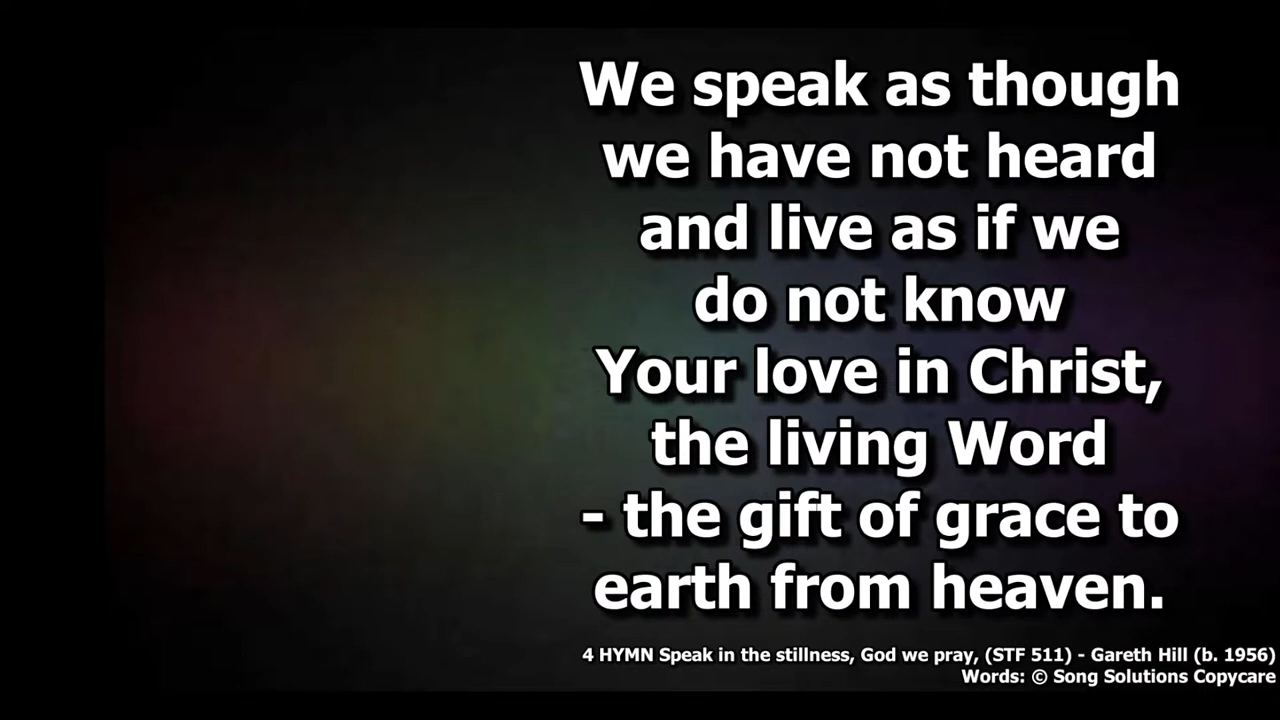 We speak as though
we have not heard
and live as if we
do not know
Your love in Christ,
the living Word
- the gift of grace to
earth from heaven.
4 HYMN Speak in the stillness, God we pray, (STF 511) - Gareth Hill (b. 1956)
Words: © Song Solutions Copycare